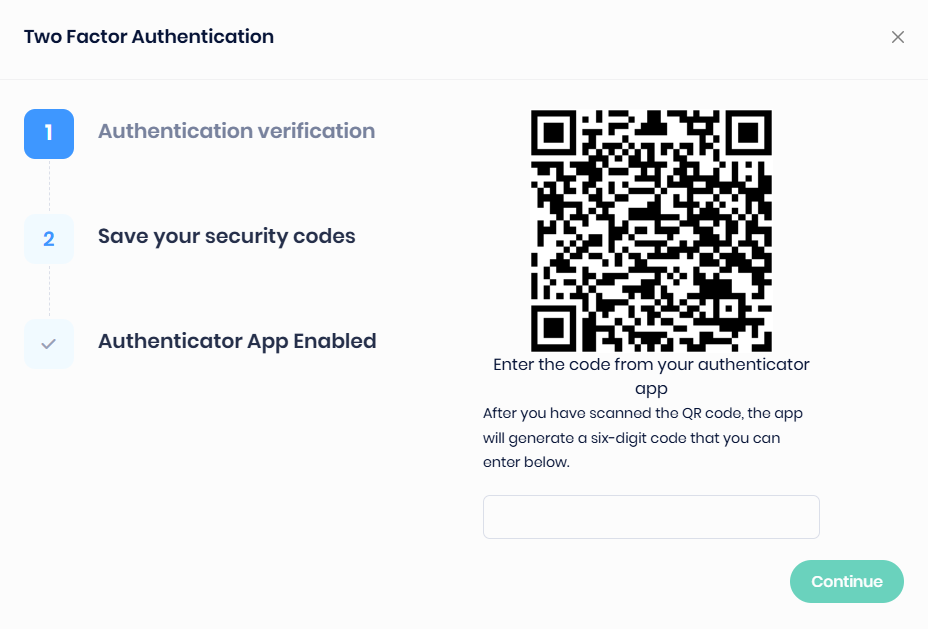 Two Factor Authentication
1
Authentication verification
2
Save your security codes
Authenticator App Enabled
Enter the code from your authenticator
app
After you have scanned the QR code, the app
will generate a six-digit code that you can
enter below.
Continue